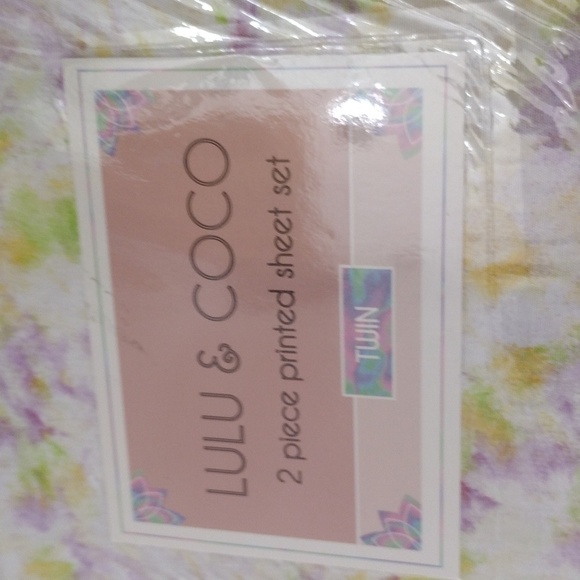 LULU & COCO
2 piece printed sheet set
TWIN